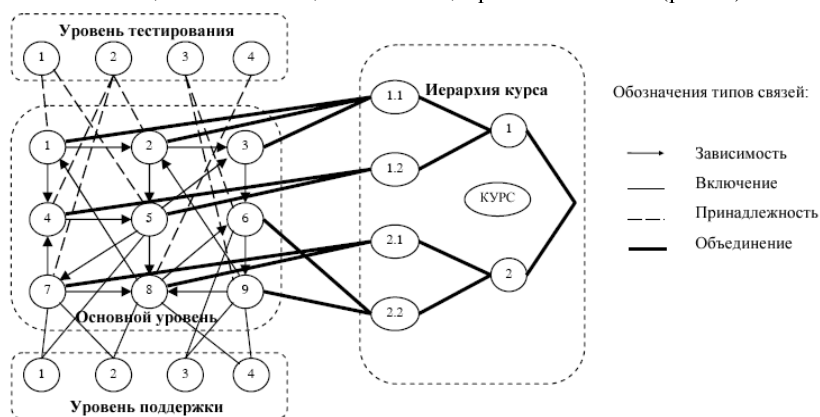 Уровень тестирования
1 2 3 4
Иерархия курса
Обозначения типов связей:
1.1
1 2 3
1
Зависимость
1.2
Включение
КУРС
4 5 6
Принадлежность
2.1
Объединение
2
7 8 9
2.2
Основной уровень
1 2 3 4
Уровень поддержки